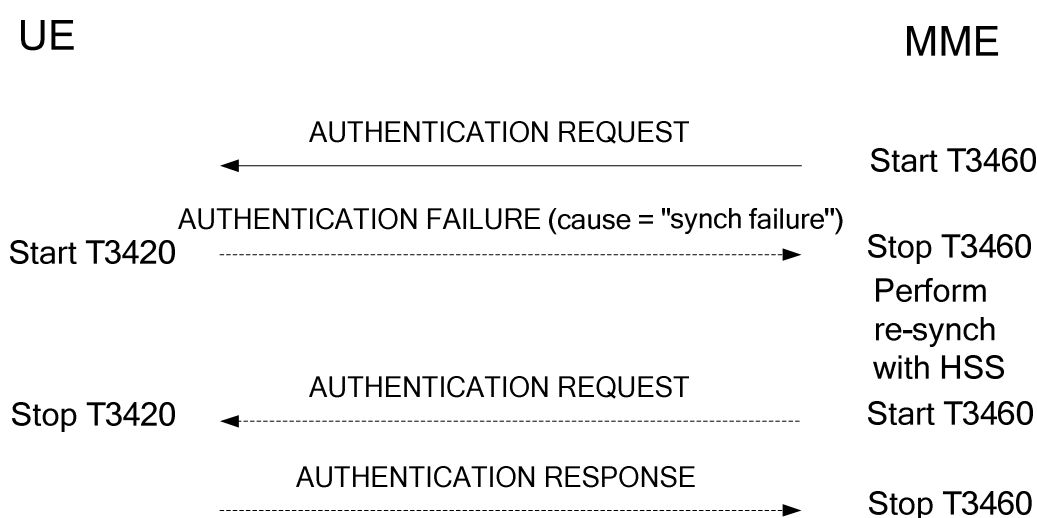 UE
MME
AUTHENTICATION REQUEST
Start T3460
AUTHENTICATION FAILURE (cause = "synch failure")
Start T3420
Stop T3460
Perform
re-synch
with HSS
AUTHENTICATION REQUEST
Stop T3420
Start T3460
AUTHENTICATION RESPONSE
Stop T3460